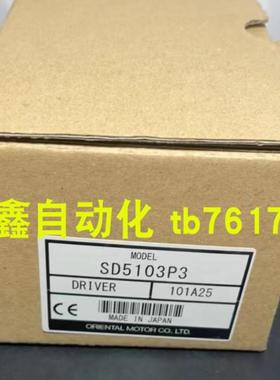 鑫自动化 tb7617
MODEL
SD5103P3
DRIVER 101A25
CE MADE IN JAPAN
ORIENTAL MOTOR CO., LTD.